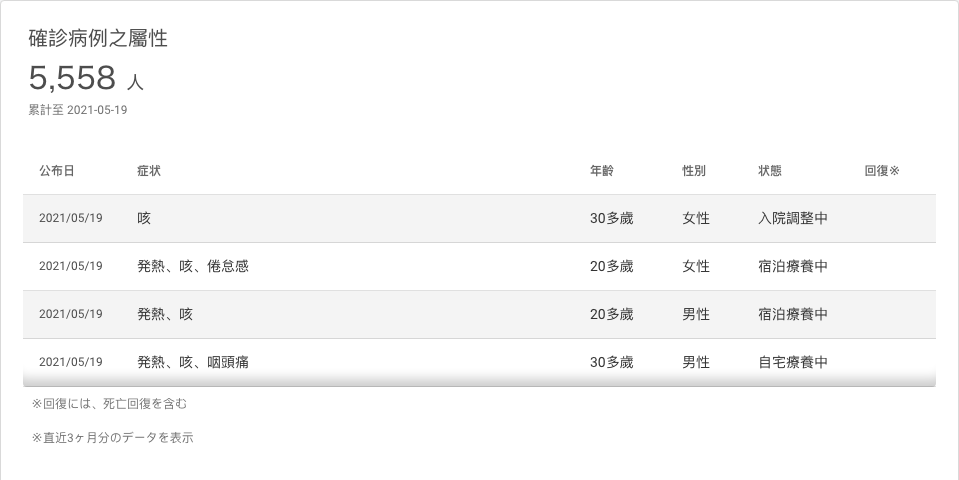 確診病例之屬性
5,558 人
累計至 2021-05-19
公布日 症状 年齡 性別 状態 回復※
2021/05/19 咳 30多歲 女性 入院調整中
2021/05/19 発熱、咳、倦怠感 20多歲 女性 宿泊療養中
2021/05/19 発熱、咳 20多歲 男性 宿泊療養中
2021/05/19 発熱、咳、咽頭痛 30多歲 男性 自宅療養中
※回復には、死亡回復を含む
※直近3ヶ月分のデータを表示